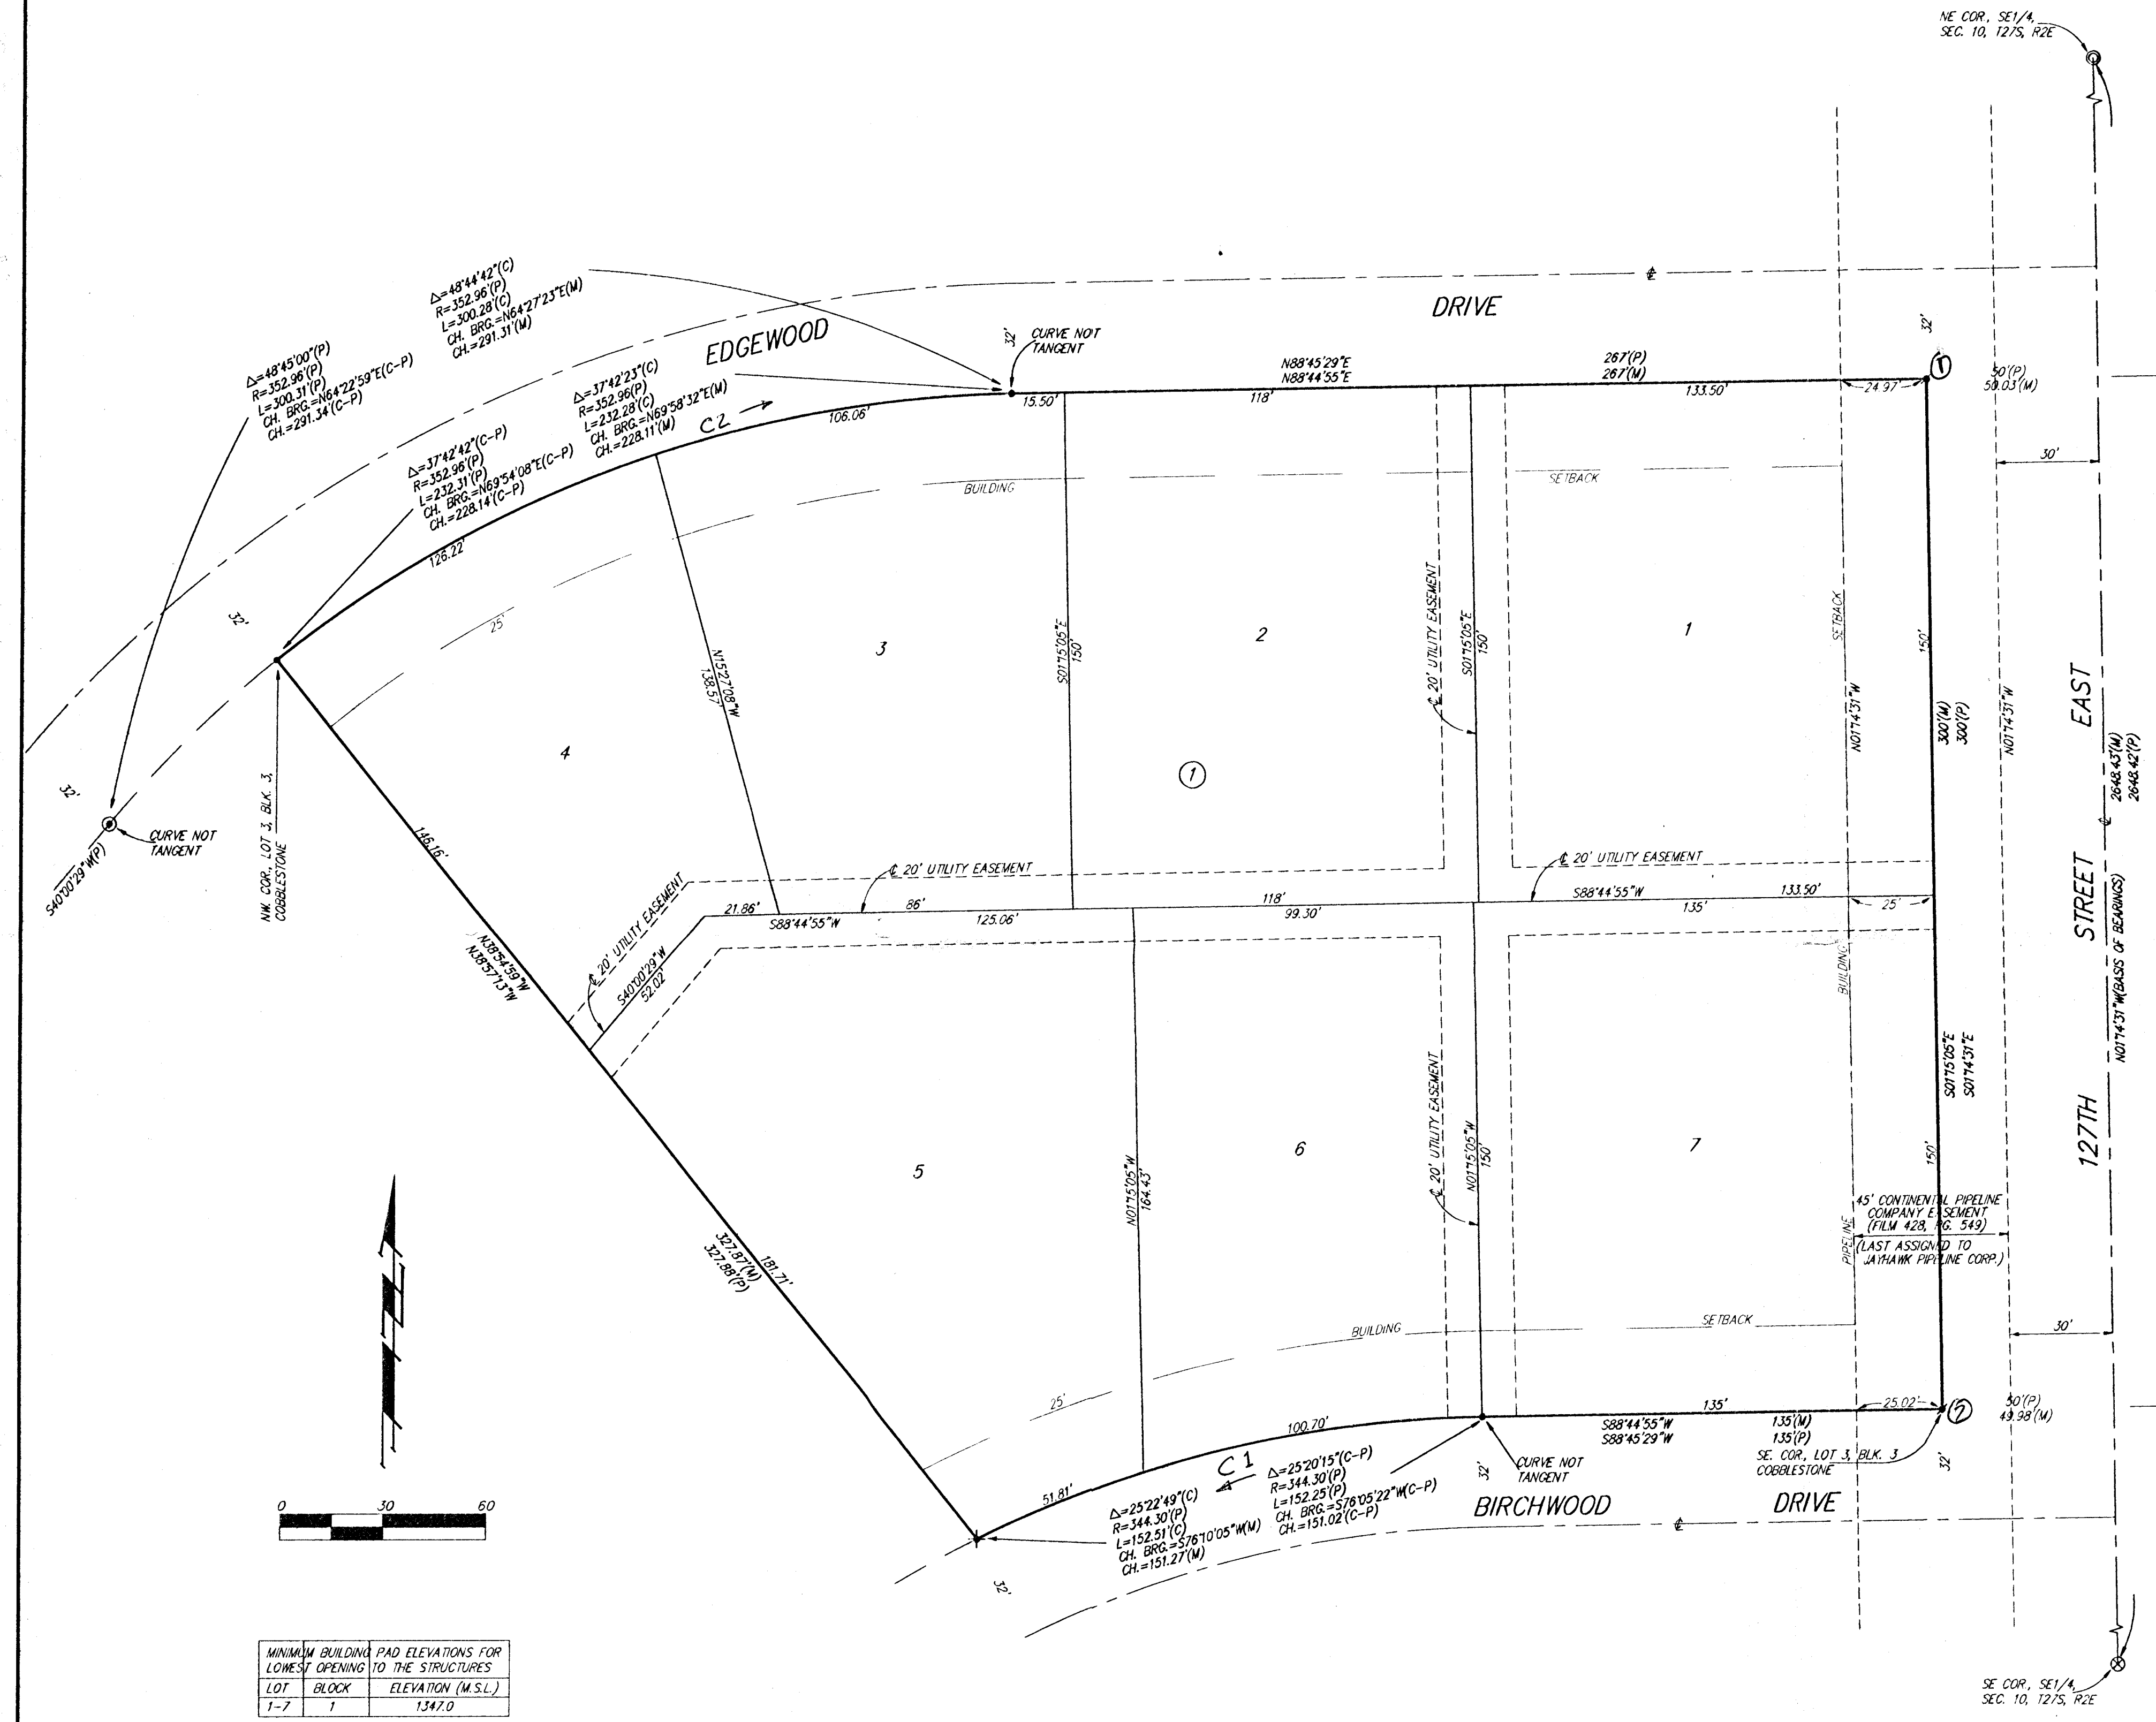 NE COR., SE1/4,
SEC. 10, T27S, R2E
Δ=48°44'42"(C)
R=352.96'(P)
L=300.28'(C)
CH. BRG.=N64°27'23"E(M)
CH.=291.31'(M)
Δ=48°45'00"(P)
R=352.96'(P)
L=300.31'(P)
CH. BRG.=N64°22'59"E(C-P)
CH.=291.34'(C-P)
Δ=37°42'23"(C)
R=352.96'(P)
L=232.28'(C)
CH. BRG.=N69°58'32"E(M)
CH.=228.11'(M)
Δ=37°42'42"(C-P)
R=352.96'(P)
L=232.31'(P)
CH. BRG.=N69°54'08"E(C-P)
CH.=228.14'(C-P)
EDGEWOOD
DRIVE
℄
32'
CURVE NOT
TANGENT
N88°45'29"E
N88°44'55"E
267'(P)
267'(M)
32'
1
50'(P)
50.03'(M)
C2
106.06'
15.50'
118'
133.50'
24.97'
30'
126.22'
BUILDING
SETBACK
25'
32'
32'
CURVE NOT
TANGENT
S40°00'29"W(P)
NW. COR., LOT 3, BLK. 3,
COBBLESTONE
4
3
2
1
N15°27'08"W
138.57'
S01°15'05"E
150'
℄ 20' UTILITY EASEMENT
S01°15'05"E
150'
SETBACK
N01°14'31"W
150'
300'(M)
300'(P)
N01°14'31"W
127TH STREET EAST
℄
2648.43'(M)
2648.42'(P)
N01°14'31"W(BASIS OF BEARINGS)
1
146.16'
℄ 20' UTILITY EASEMENT
℄ 20' UTILITY EASEMENT
℄ 20' UTILITY EASEMENT
21.86'
86'
118'
S88°44'55"W
133.50'
S88°44'55"W
125.06'
99.30'
135'
25'
S40°00'29"W
52.02'
N38°54'59"W
N38°57'13"W
BUILDING
S01°15'05"E
S01°14'31"E
5
6
7
N01°15'05"W
164.43'
℄ 20' UTILITY EASEMENT
N01°15'05"W
150'
150'
327.87'(M)
327.88'(P)
181.71'
PIPELINE
45' CONTINENTAL PIPELINE
COMPANY EASEMENT
(FILM 428, PG. 549)
(LAST ASSIGNED TO
JAYHAWK PIPELINE CORP.)
30'
BUILDING
SETBACK
25'
100.70'
135'
25.02'
S88°44'55"W
S88°45'29"W
135'(M)
135'(P)
2
50'(P)
49.98'(M)
SE. COR., LOT 3, BLK. 3
COBBLESTONE
32'
C1
51.81'
Δ=25°20'15"(C-P)
R=344.30'(P)
L=152.25'(P)
CH. BRG.=S76°05'22"W(C-P)
CH.=151.02'(C-P)
Δ=25°22'49"(C)
R=344.30'(P)
L=152.51'(C)
CH. BRG.=S76°10'05"W(M)
CH.=151.27'(M)
32'
CURVE NOT
TANGENT
BIRCHWOOD
DRIVE
℄
32'
0 30 60
MINIMUM BUILDING PAD ELEVATIONS FOR
LOWEST OPENING TO THE STRUCTURES
LOT BLOCK ELEVATION (M.S.L.)
1-7 1 1347.0
SE COR., SE1/4,
SEC. 10, T27S, R2E